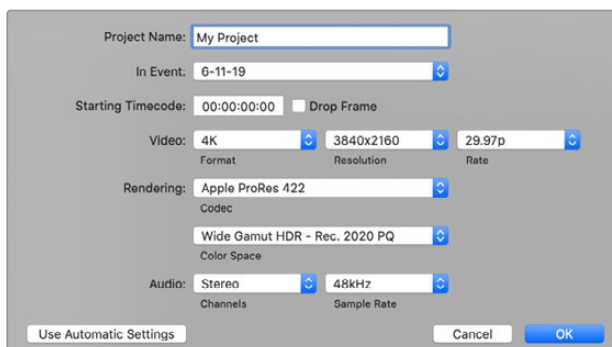 Project Name: My Project
In Event: 6-11-19
Starting Timecode: 00:00:00:00 Drop Frame
Video: 4K 3840x2160 29.97p
Format Resolution Rate
Rendering: Apple ProRes 422
Codec
Wide Gamut HDR - Rec. 2020 PQ
Color Space
Audio: Stereo 48kHz
Channels Sample Rate
Use Automatic Settings Cancel OK